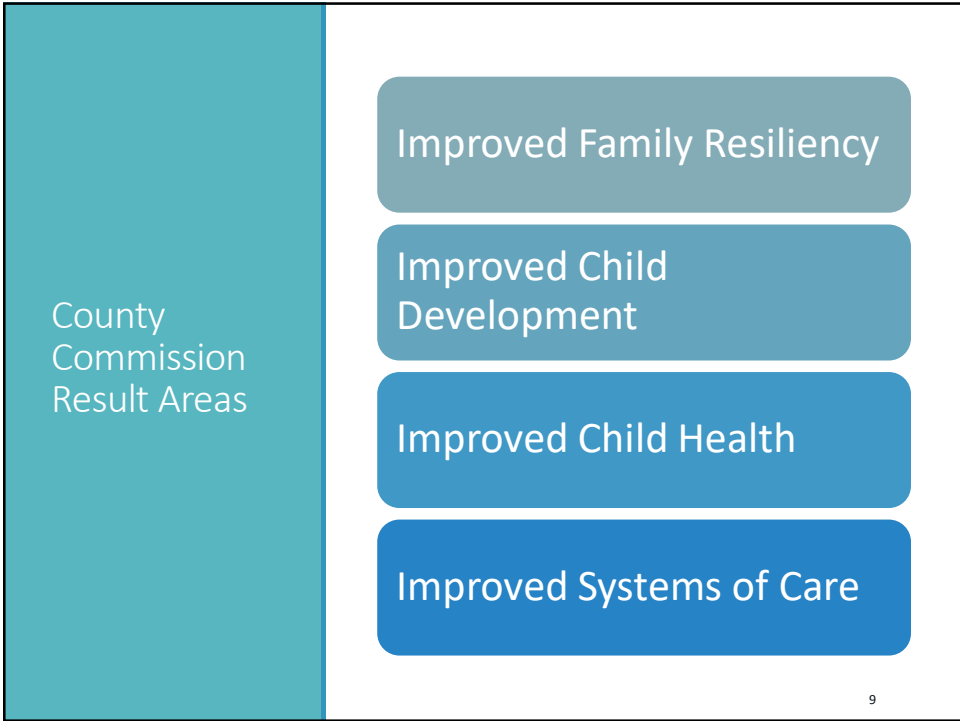 County
Commission
Result Areas
Improved Family Resiliency
Improved Child
Development
Improved Child Health
Improved Systems of Care
9